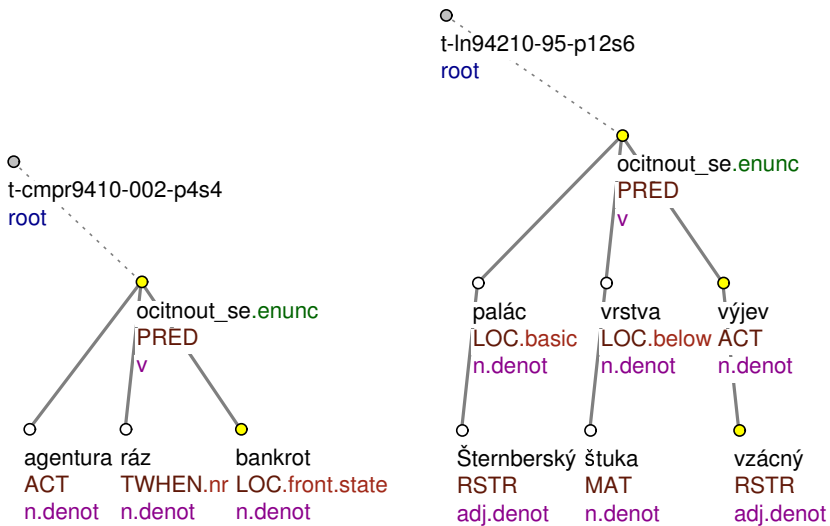 t-cmpr9410-002-p4s4
root
ocitnout_se.enunc
PRED
v
agentura ráz bankrot
ACT TWHEN.nr LOC.front.state
n.denot n.denot n.denot
t-ln94210-95-p12s6
root
ocitnout_se.enunc
PRED
v
palác vrstva výjev
LOC.basic LOC.below ACT
n.denot n.denot n.denot
Šternberský štuka vzácný
RSTR MAT RSTR
adj.denot n.denot adj.denot